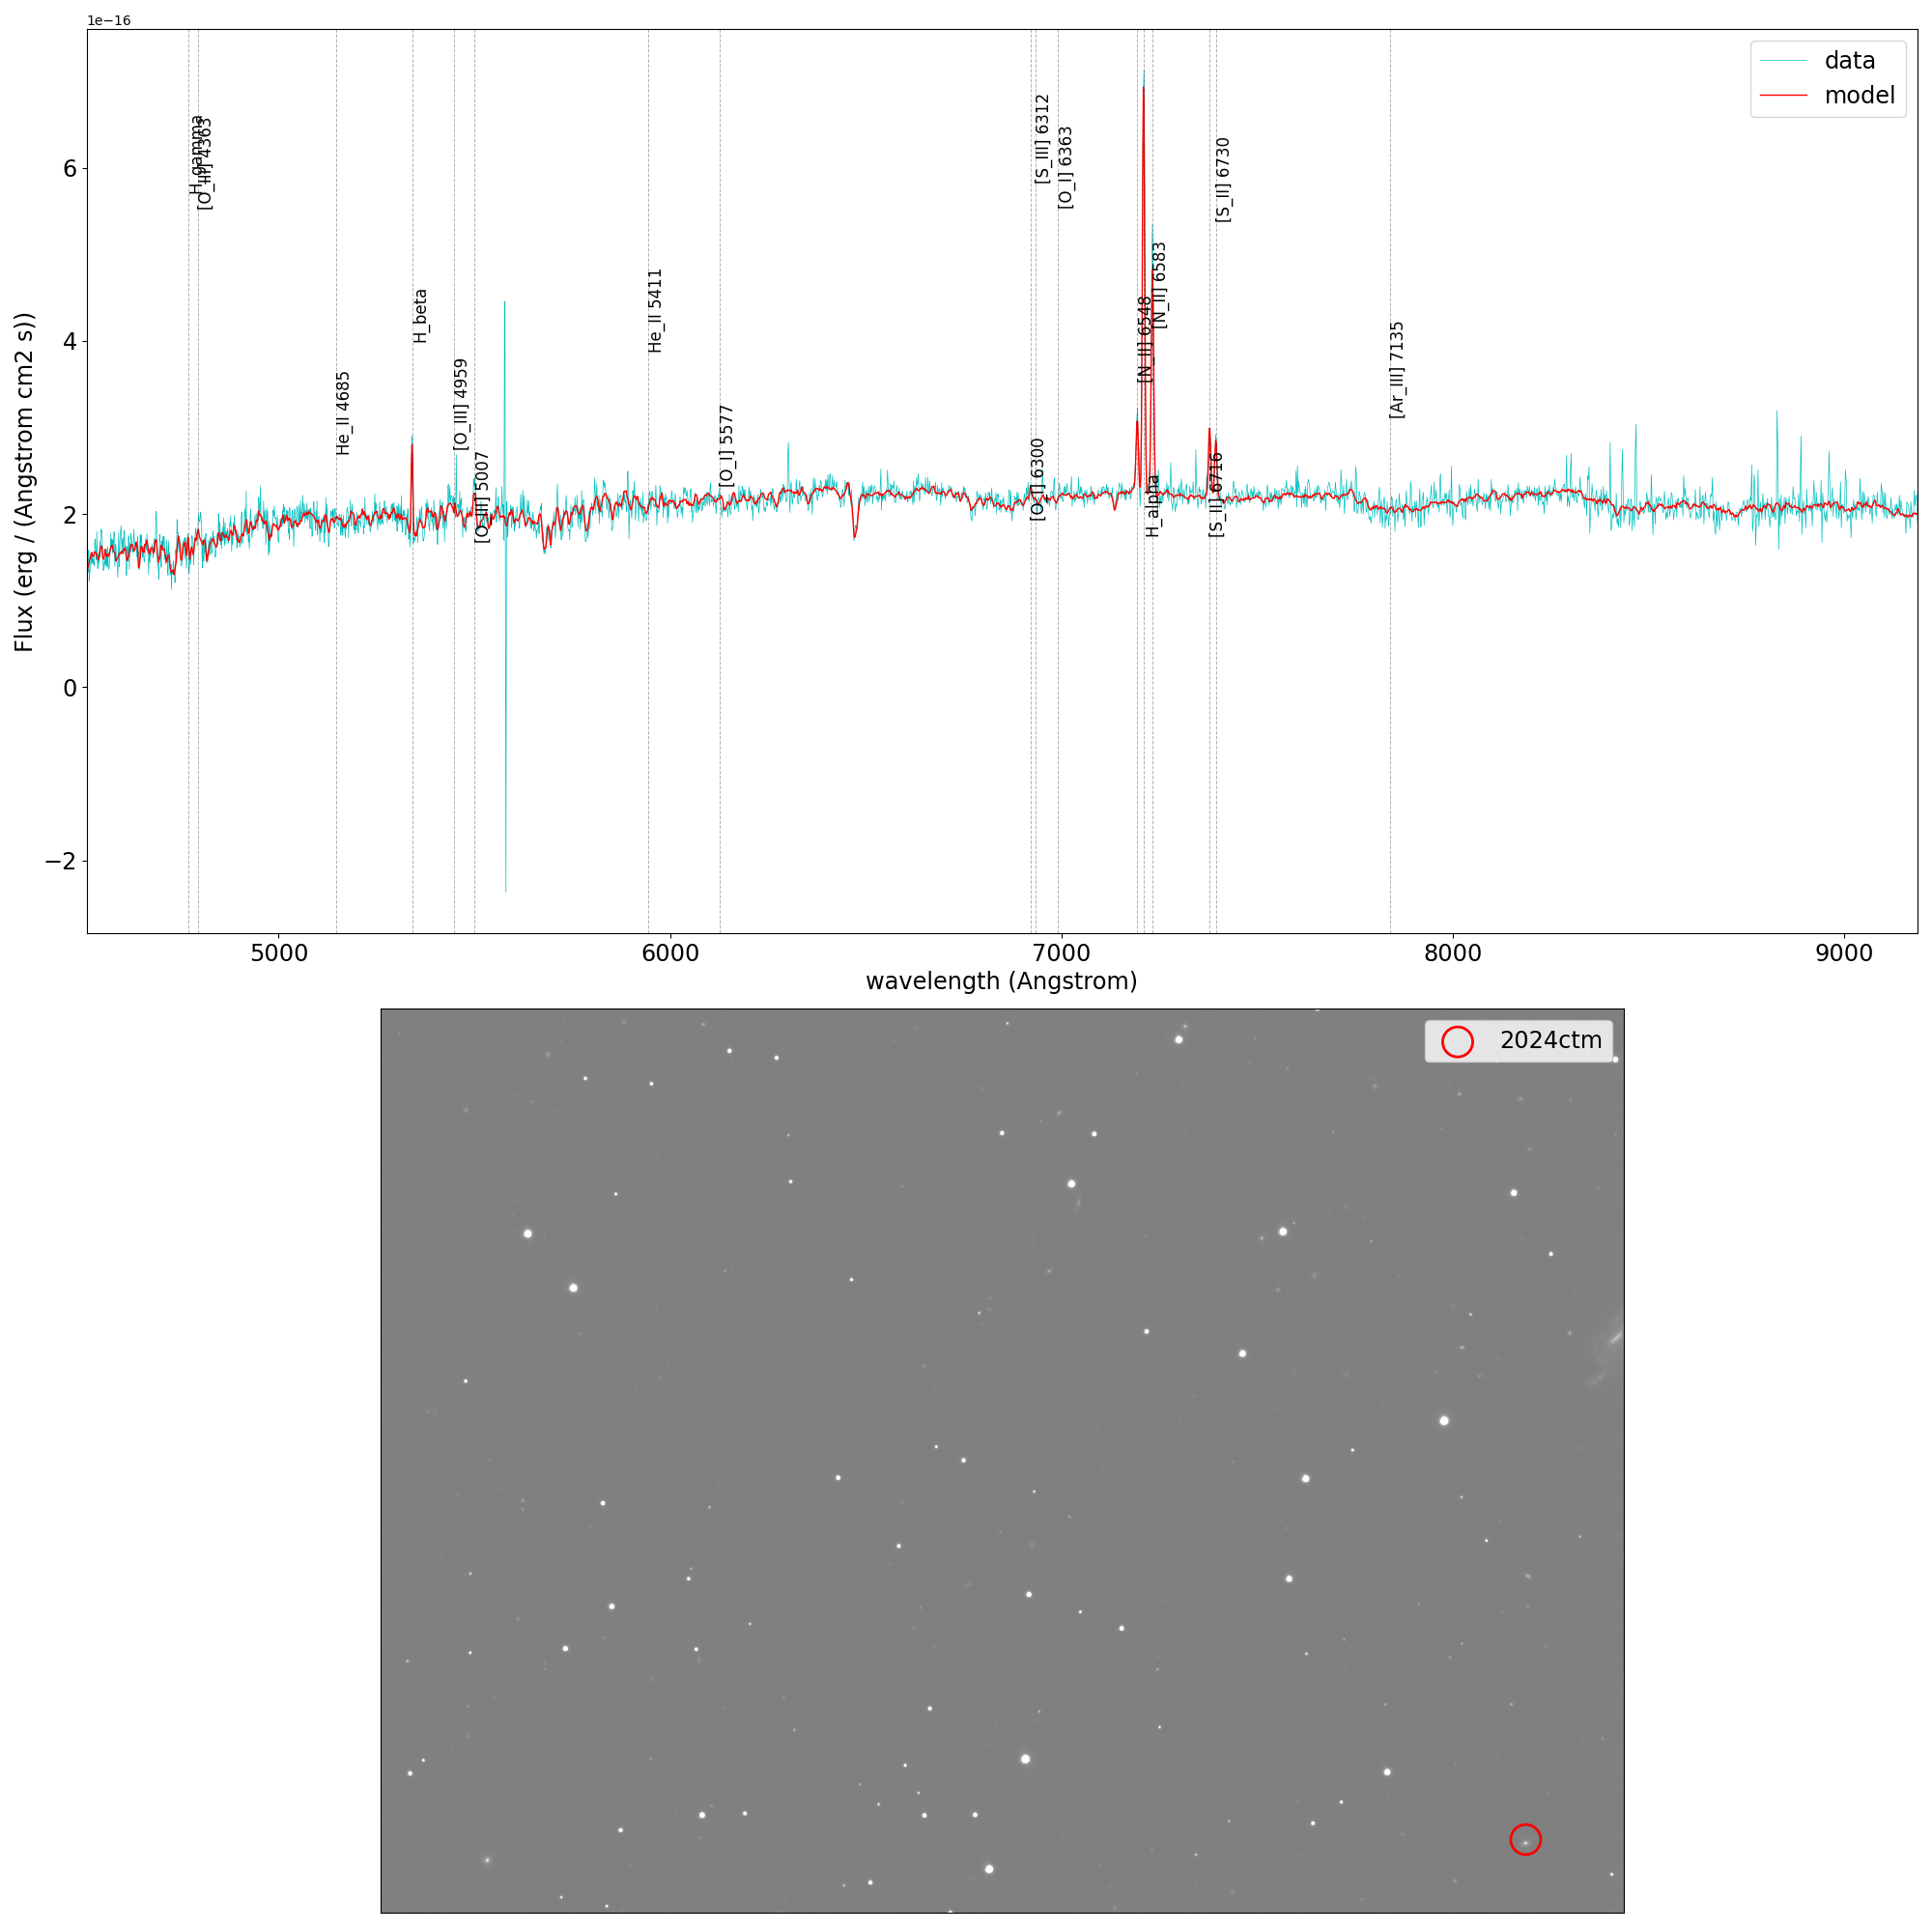 1e−16
data
model
6
4
2
0
−2
Flux (erg / (Angstrom cm2 s))
H_gamma
[O_III] 4363
He_II 4685
H_beta
[O_III] 4959
[O_III] 5007
He_II 5411
[O_I] 5577
[O_I] 6300
[S_III] 6312
[O_I] 6363
[N_II] 6548
H_alpha
[N_II] 6583
[S_II] 6716
[S_II] 6730
[Ar_III] 7135
5000
6000
7000
8000
9000
wavelength (Angstrom)
2024ctm